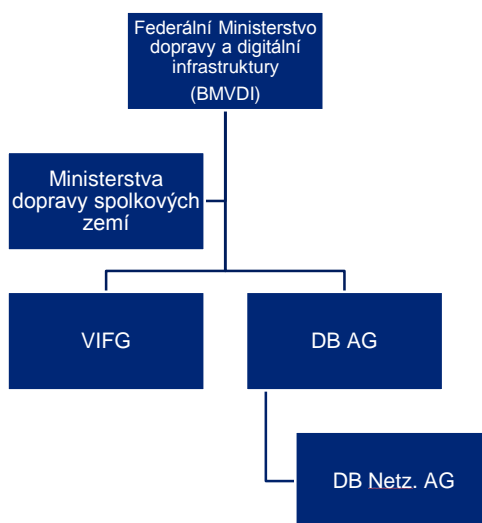 Federální Ministerstvo
dopravy a digitální
infrastruktury
(BMVDI)
Ministerstva
dopravy spolkových
zemí
VIFG
DB AG
DB Netz. AG